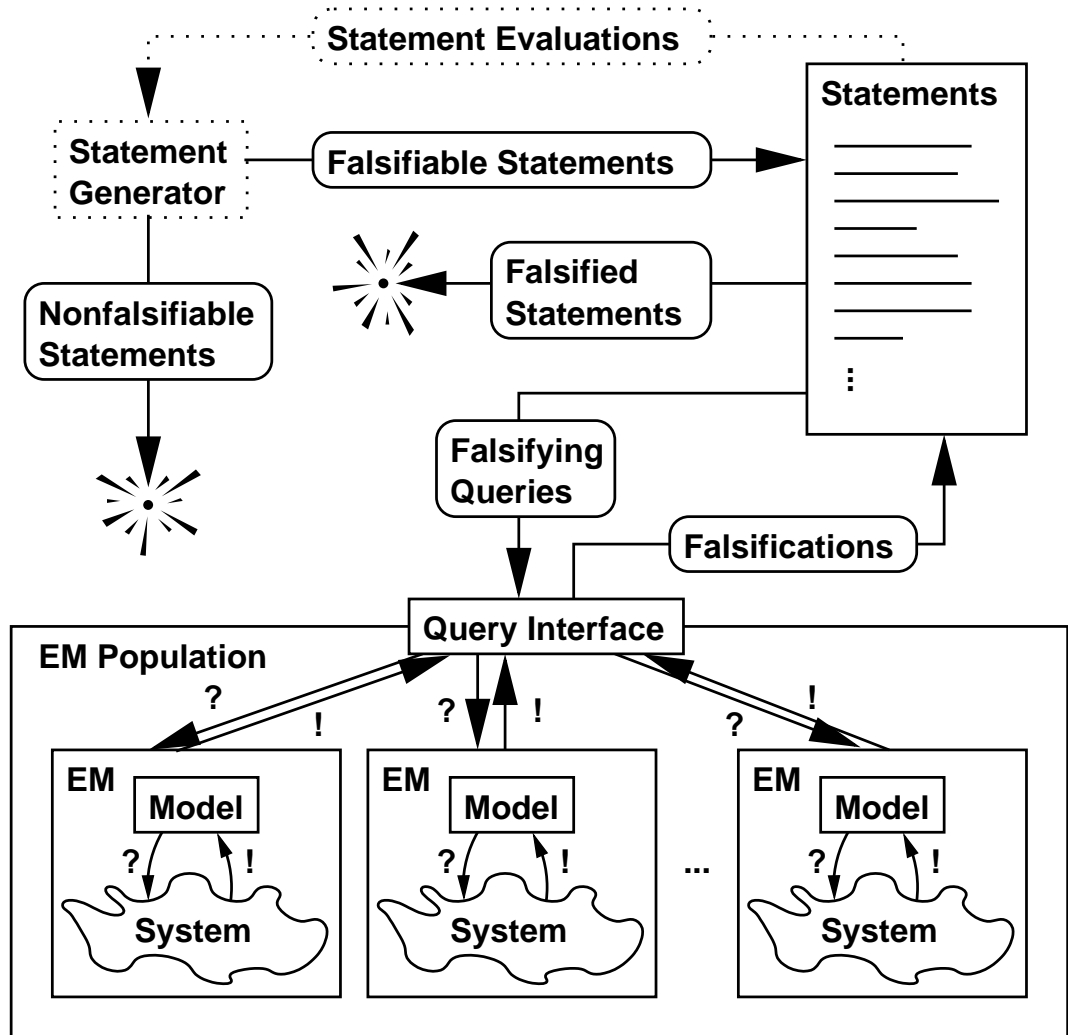 Statement Evaluations
Statements
Statement
Generator
Falsifiable Statements
Falsified
Statements
Nonfalsifiable
Statements
⋮
Falsifying
Queries
Falsifications
Query Interface
EM Population
?
!
?
!
?
!
EM
Model
?
!
System
EM
Model
?
!
System
...
EM
Model
?
!
System